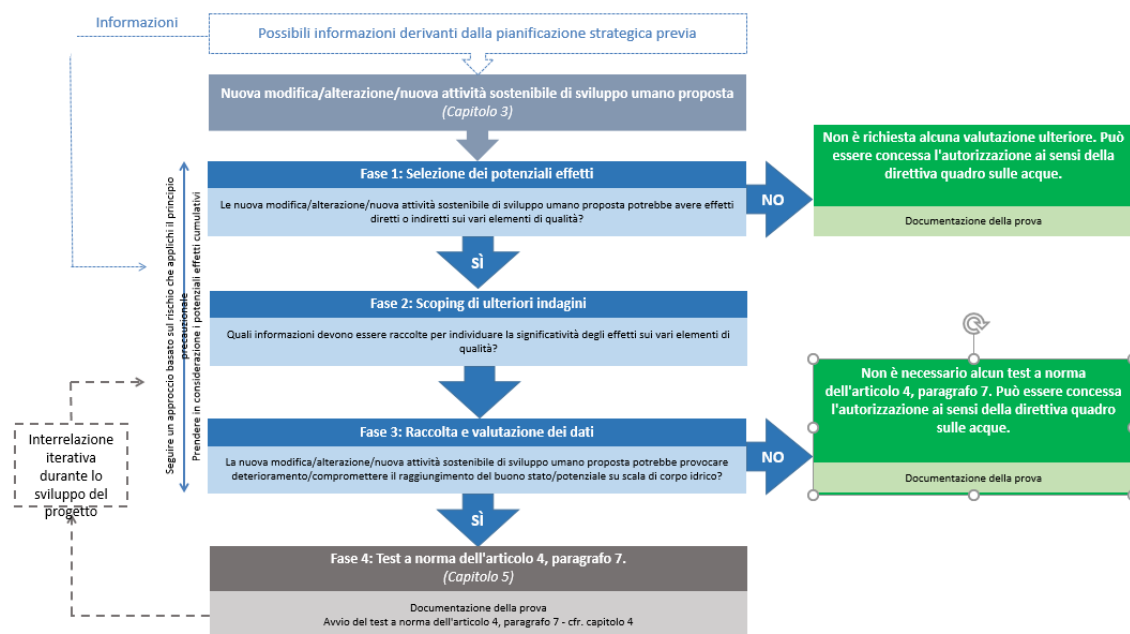 Informazioni
Possibili informazioni derivanti dalla pianificazione strategica previa
Nuova modifica/alterazione/nuova attività sostenibile di sviluppo umano proposta
(Capitolo 3)
Fase 1: Selezione dei potenziali effetti
Le nuova modifica/alterazione/nuova attività sostenibile di sviluppo umano proposta potrebbe avere effetti
diretti o indiretti sui vari elementi di qualità?
NO
Non è richiesta alcuna valutazione ulteriore. Può
essere concessa l'autorizzazione ai sensi della
direttiva quadro sulle acque.
Documentazione della prova
SÌ
Fase 2: Scoping di ulteriori indagini
Quali informazioni devono essere raccolte per individuare la significatività degli effetti sui vari elementi di
qualità?
Seguire un approccio basato sul rischio che applichi il principio
precauzionale
Prendere in considerazione i potenziali effetti cumulativi
Fase 3: Raccolta e valutazione dei dati
La nuova modifica/alterazione/nuova attività sostenibile di sviluppo umano proposta potrebbe provocare
deterioramento/compromettere il raggiungimento del buono stato/potenziale su scala di corpo idrico?
NO
Non è necessario alcun test a norma
dell'articolo 4, paragrafo 7. Può essere concessa
l'autorizzazione ai sensi della direttiva quadro
sulle acque.
Documentazione della prova
Interrelazione
iterativa
durante lo
sviluppo del
progetto
SÌ
Fase 4: Test a norma dell'articolo 4, paragrafo 7.
(Capitolo 5)
Documentazione della prova
Avvio del test a norma dell'articolo 4, paragrafo 7 - cfr. capitolo 4